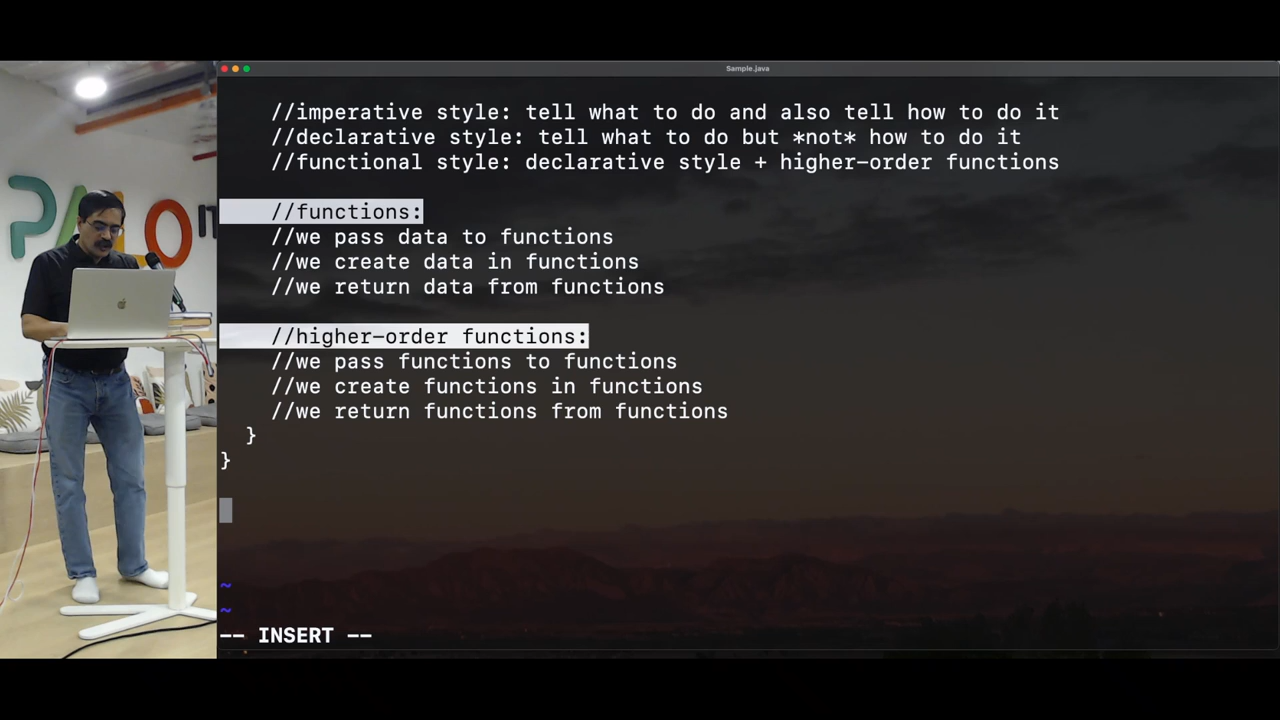 Sample.java
//imperative style: tell what to do and also tell how to do it
//declarative style: tell what to do but *not* how to do it
//functional style: declarative style + higher-order functions
//functions:
//we pass data to functions
//we create data in functions
//we return data from functions
//higher-order functions:
//we pass functions to functions
//we create functions in functions
//we return functions from functions
}
}
~
~
-- INSERT --
PALO